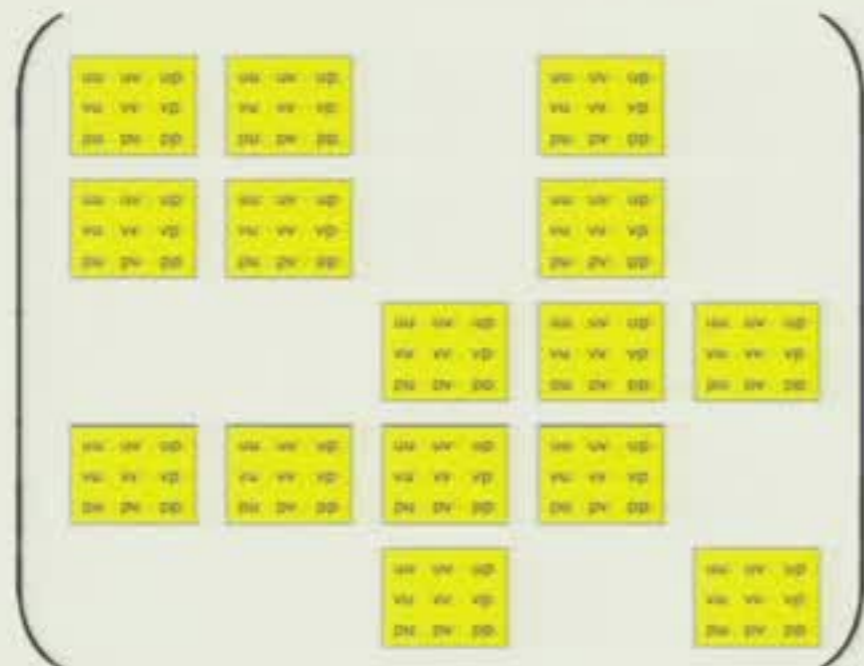 uu uv up uu uv up uu uv up
vu vv vp vu vv vp vu vv vp
pu pv pp pu pv pp pu pv pp
uu uv up uu uv up uu uv up
vu vv vp vu vv vp vu vv vp
pu pv pp pu pv pp pu pv pp
uu uv up uu uv up uu uv up
vu vv vp vu vv vp vu vv vp
pu pv pp pu pv pp pu pv pp
uu uv up uu uv up uu uv up uu uv up
vu vv vp vu vv vp vu vv vp vu vv vp
pu pv pp pu pv pp pu pv pp pu pv pp
uu uv up uu uv up
vu vv vp vu vv vp
pu pv pp pu pv pp